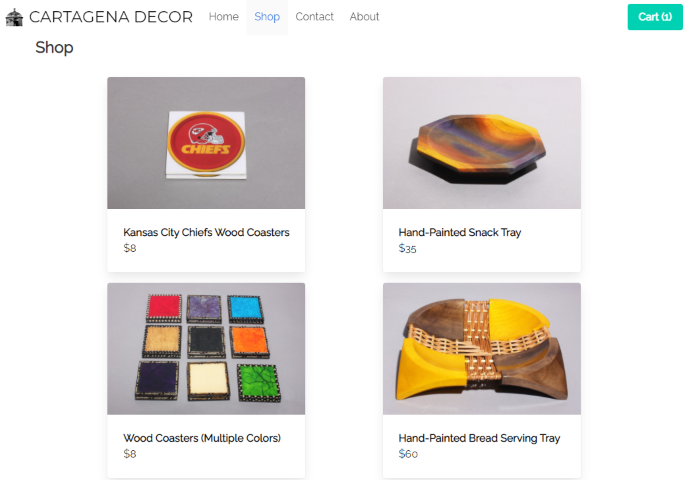 CARTAGENA DECOR Home Shop Contact About Cart (1)
Shop
CHIEFS
Kansas City Chiefs Wood Coasters
$8
Hand-Painted Snack Tray
$35
Wood Coasters (Multiple Colors)
$8
Hand-Painted Bread Serving Tray
$60